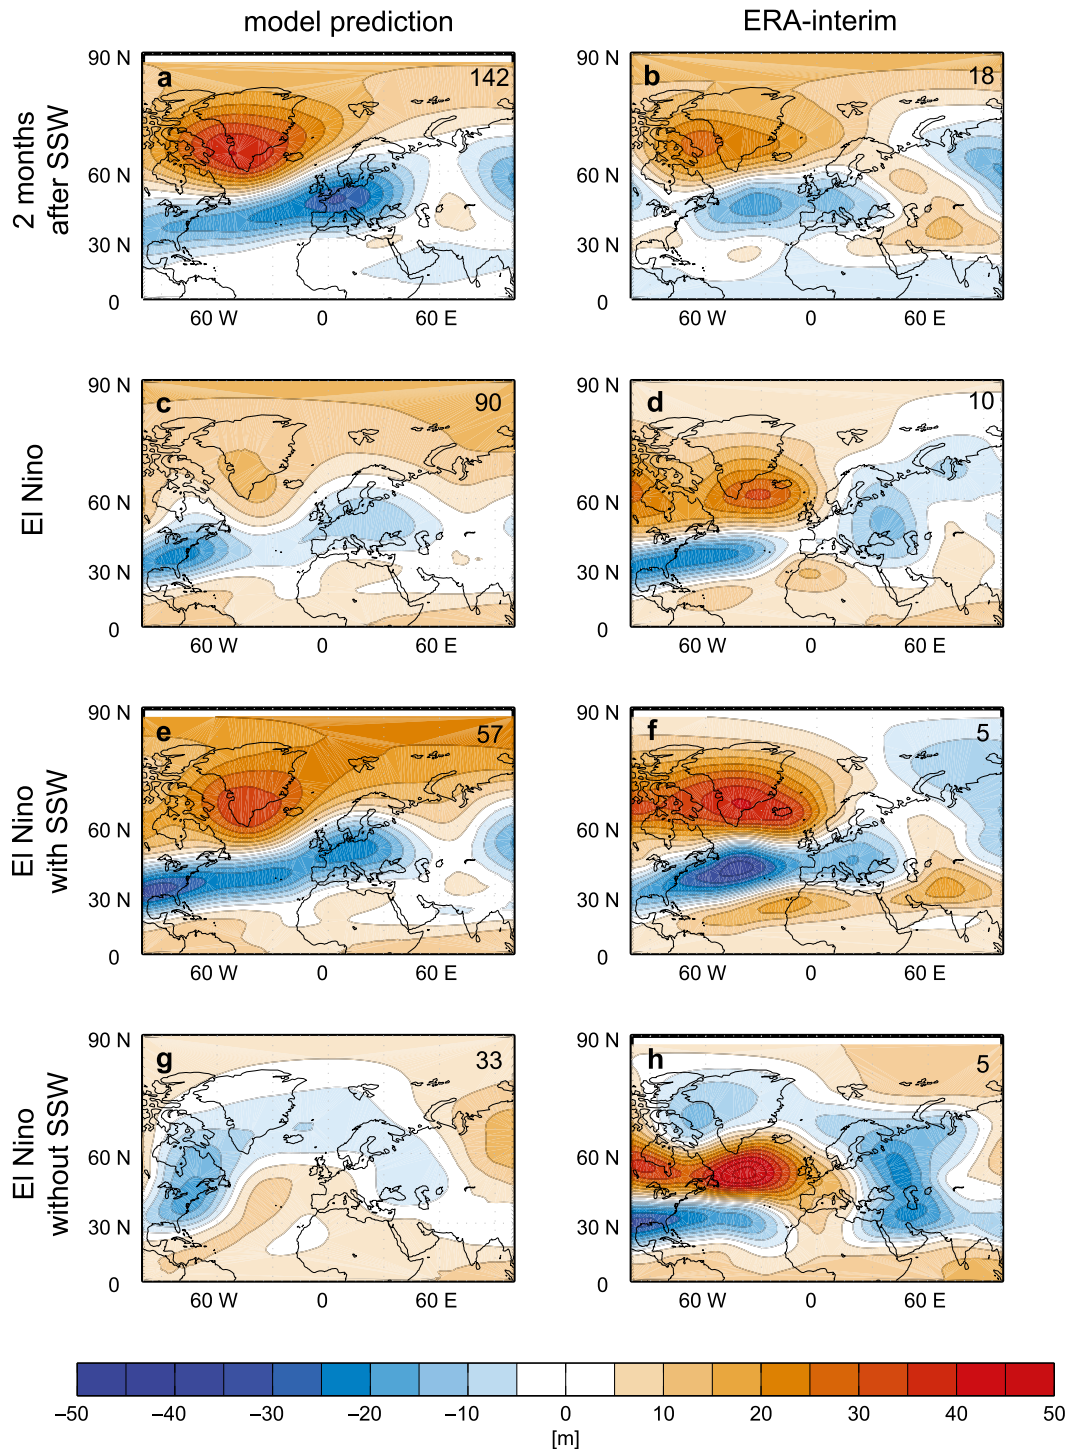 model prediction
ERA-interim
2 months
after SSW
90 N
60 N
30 N
0
a
142
60 W
0
60 E
90 N
60 N
30 N
0
b
18
60 W
0
60 E
El Nino
90 N
60 N
30 N
0
c
90
60 W
0
60 E
90 N
60 N
30 N
0
d
10
60 W
0
60 E
El Nino
with SSW
90 N
60 N
30 N
0
e
57
60 W
0
60 E
90 N
60 N
30 N
0
f
5
60 W
0
60 E
El Nino
without SSW
90 N
60 N
30 N
0
g
33
60 W
0
60 E
90 N
60 N
30 N
0
h
5
60 W
0
60 E
−50 −40 −30 −20 −10 0 10 20 30 40 50
[m]